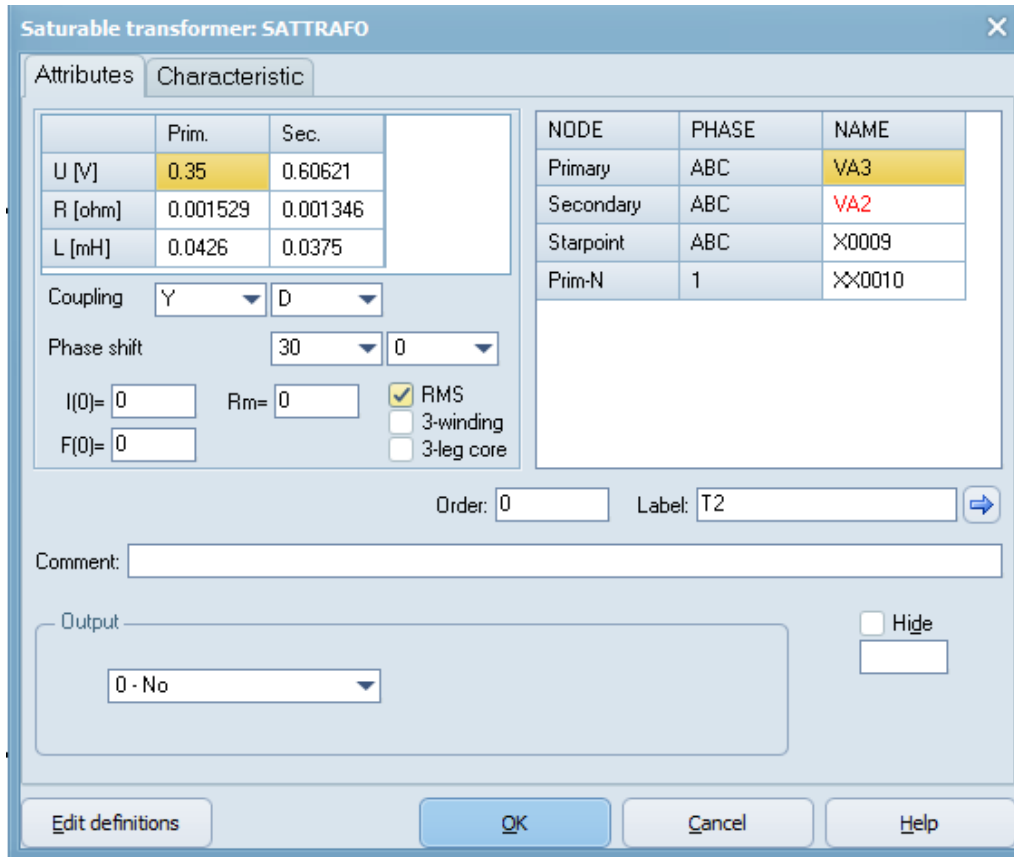 Saturable transformer: SATTRAFO
Attributes Characteristic
Prim. Sec.
U [V] 0.35 0.60621
R [ohm] 0.001529 0.001346
L [mH] 0.0426 0.0375
Coupling Y D
Phase shift 30 0
I(0)= 0 Rm= 0 RMS
3-winding
F(0)= 0
3-leg core
NODE PHASE NAME
Primary ABC VA3
Secondary ABC VA2
Starpoint ABC X0009
Prim-N 1 XX0010
Order: 0 Label: T2
Comment:
Output
Hide
0 - No
Edit definitions OK Cancel Help